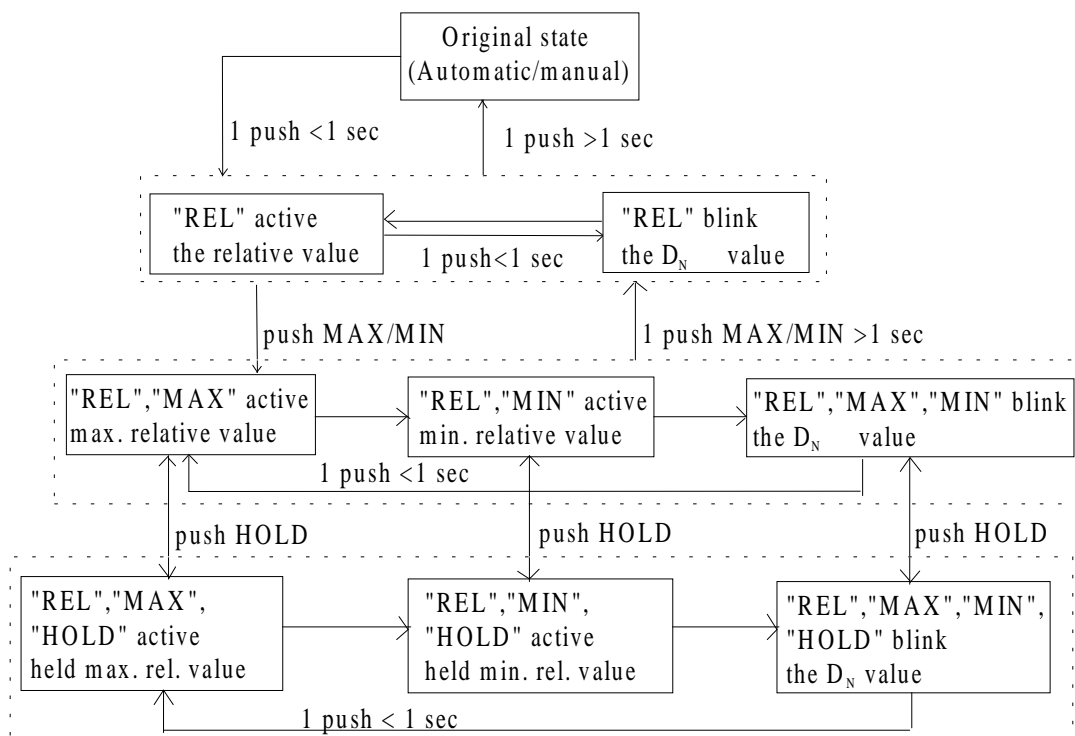 Original state
(Automatic/manual)
1 push <1 sec
1 push >1 sec
"REL" active
the relative value
"REL" blink
the D_N value
1 push<1 sec
push MAX/MIN
1 push MAX/MIN >1 sec
"REL","MAX" active
max. relative value
"REL","MIN" active
min. relative value
"REL","MAX","MIN" blink
the D_N value
1 push <1 sec
push HOLD
push HOLD
push HOLD
"REL","MAX",
"HOLD" active
held max. rel. value
"REL","MIN",
"HOLD" active
held min. rel. value
"REL","MAX","MIN",
"HOLD" blink
the D_N value
1 push < 1 sec